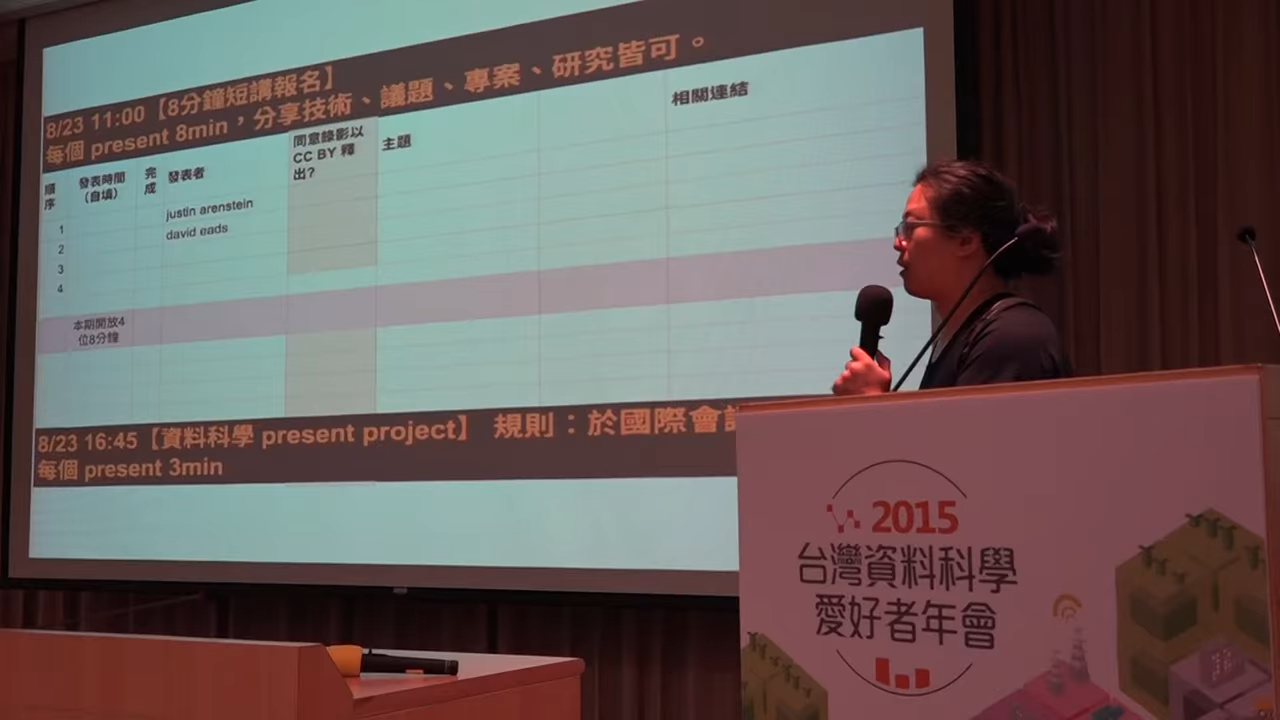 8/23 11:00【8分鐘短講報名】
每個 present 8min，分享技術、議題、專案、研究皆可。
順序
發表時間
（自填）
完成
發表者
同意錄影以
CC BY 釋
出?
主題
相關連結
1
justin arenstein
2
david eads
3
4
本期開放4
位8分鐘
8/23 16:45【資料科學 present project】 規則：於國際會
每個 present 3min
2015
台灣資料科學
愛好者年會